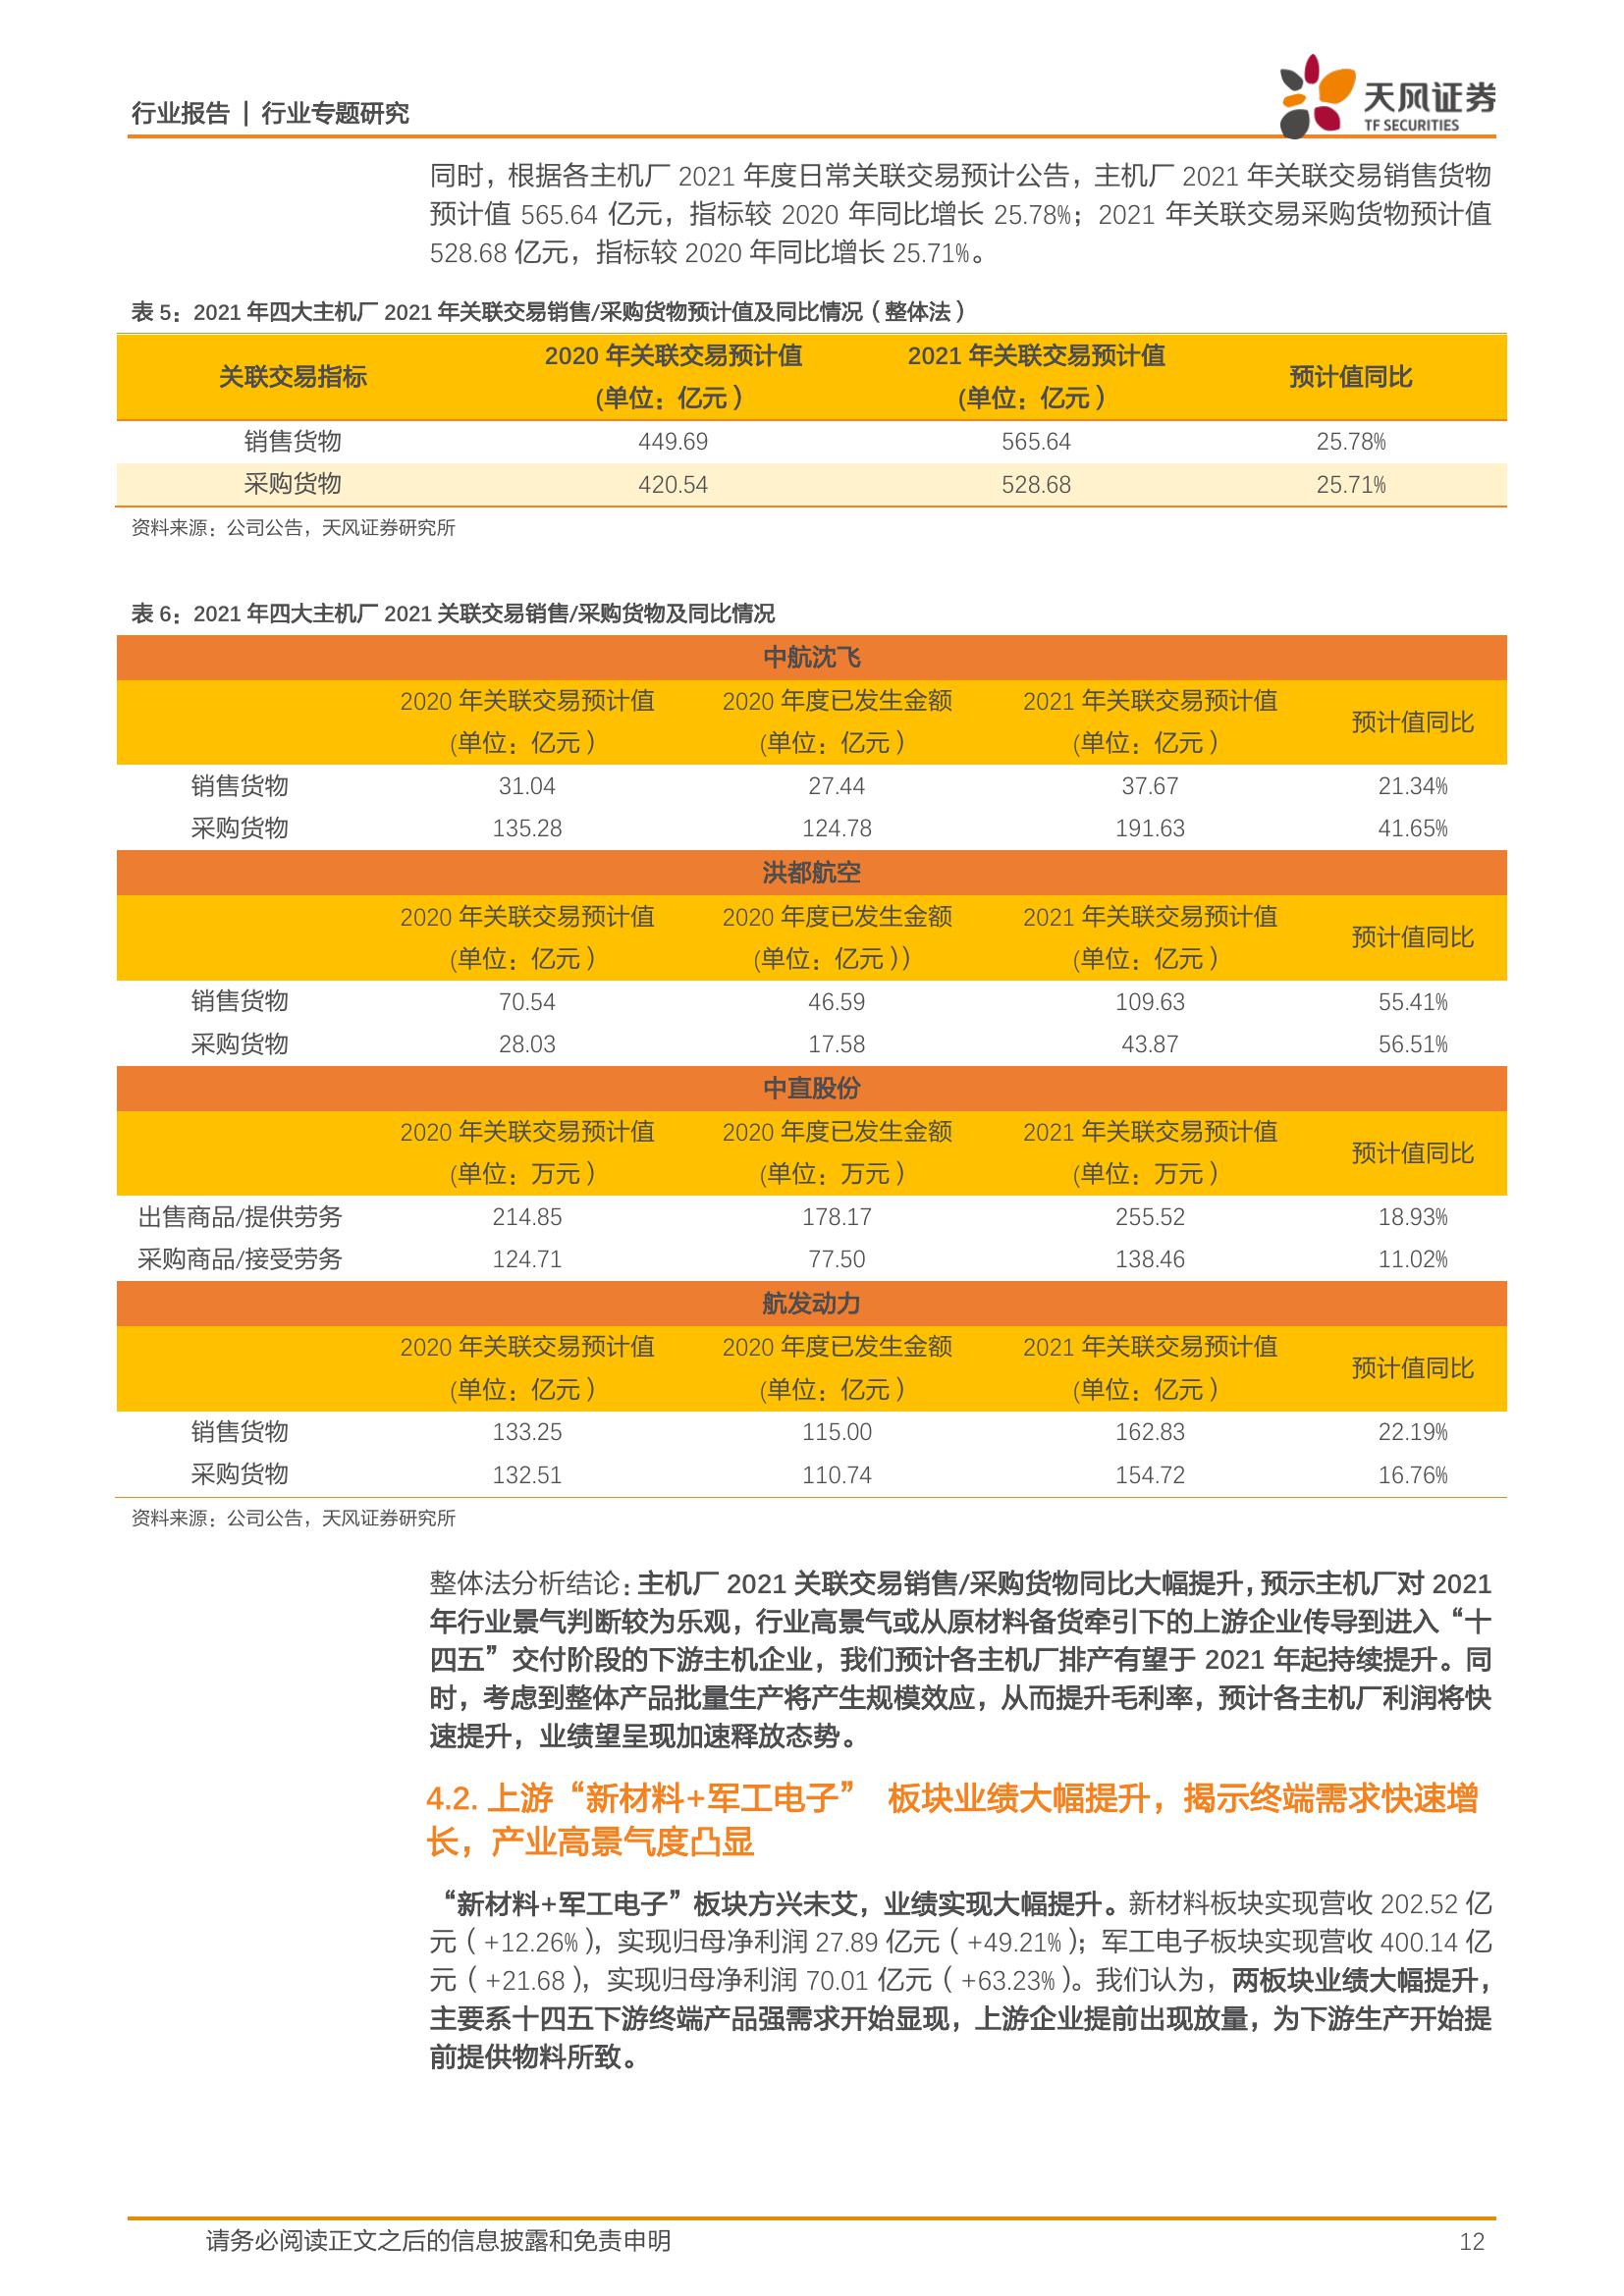 行业报告 | 行业专题研究
天风证券
TF SECURITIES
同时，根据各主机厂 2021 年度日常关联交易预计公告，主机厂 2021 年关联交易销售货物
预计值 565.64 亿元，指标较 2020 年同比增长 25.78%；2021 年关联交易采购货物预计值
528.68 亿元，指标较 2020 年同比增长 25.71%。
表 5：2021 年四大主机厂 2021 年关联交易销售/采购货物预计值及同比情况（整体法）
关联交易指标 2020 年关联交易预计值 2021 年关联交易预计值 预计值同比
(单位：亿元） (单位：亿元）
销售货物 449.69 565.64 25.78%
采购货物 420.54 528.68 25.71%
资料来源：公司公告，天风证券研究所
表 6：2021 年四大主机厂 2021 关联交易销售/采购货物及同比情况
中航沈飞
2020 年关联交易预计值 2020 年度已发生金额 2021 年关联交易预计值 预计值同比
(单位：亿元） (单位：亿元） (单位：亿元）
销售货物 31.04 27.44 37.67 21.34%
采购货物 135.28 124.78 191.63 41.65%
洪都航空
2020 年关联交易预计值 2020 年度已发生金额 2021 年关联交易预计值 预计值同比
(单位：亿元） (单位：亿元）） (单位：亿元）
销售货物 70.54 46.59 109.63 55.41%
采购货物 28.03 17.58 43.87 56.51%
中直股份
2020 年关联交易预计值 2020 年度已发生金额 2021 年关联交易预计值 预计值同比
(单位：万元） (单位：万元） (单位：万元）
出售商品/提供劳务 214.85 178.17 255.52 18.93%
采购商品/接受劳务 124.71 77.50 138.46 11.02%
航发动力
2020 年关联交易预计值 2020 年度已发生金额 2021 年关联交易预计值 预计值同比
(单位：亿元） (单位：亿元） (单位：亿元）
销售货物 133.25 115.00 162.83 22.19%
采购货物 132.51 110.74 154.72 16.76%
资料来源：公司公告，天风证券研究所
整体法分析结论：主机厂 2021 关联交易销售/采购货物同比大幅提升，预示主机厂对 2021
年行业景气判断较为乐观，行业高景气或从原材料备货牵引下的上游企业传导到进入“十
四五”交付阶段的下游主机企业，我们预计各主机厂排产有望于 2021 年起持续提升。同
时，考虑到整体产品批量生产将产生规模效应，从而提升毛利率，预计各主机厂利润将快
速提升，业绩望呈现加速释放态势。
4.2. 上游“新材料+军工电子” 板块业绩大幅提升，揭示终端需求快速增
长，产业高景气度凸显
“新材料+军工电子”板块方兴未艾，业绩实现大幅提升。新材料板块实现营收 202.52 亿
元（+12.26%），实现归母净利润 27.89 亿元（+49.21%）；军工电子板块实现营收 400.14 亿
元（+21.68），实现归母净利润 70.01 亿元（+63.23%）。我们认为，两板块业绩大幅提升，
主要系十四五下游终端产品强需求开始显现，上游企业提前出现放量，为下游生产开始提
前提供物料所致。
请务必阅读正文之后的信息披露和免责申明 12